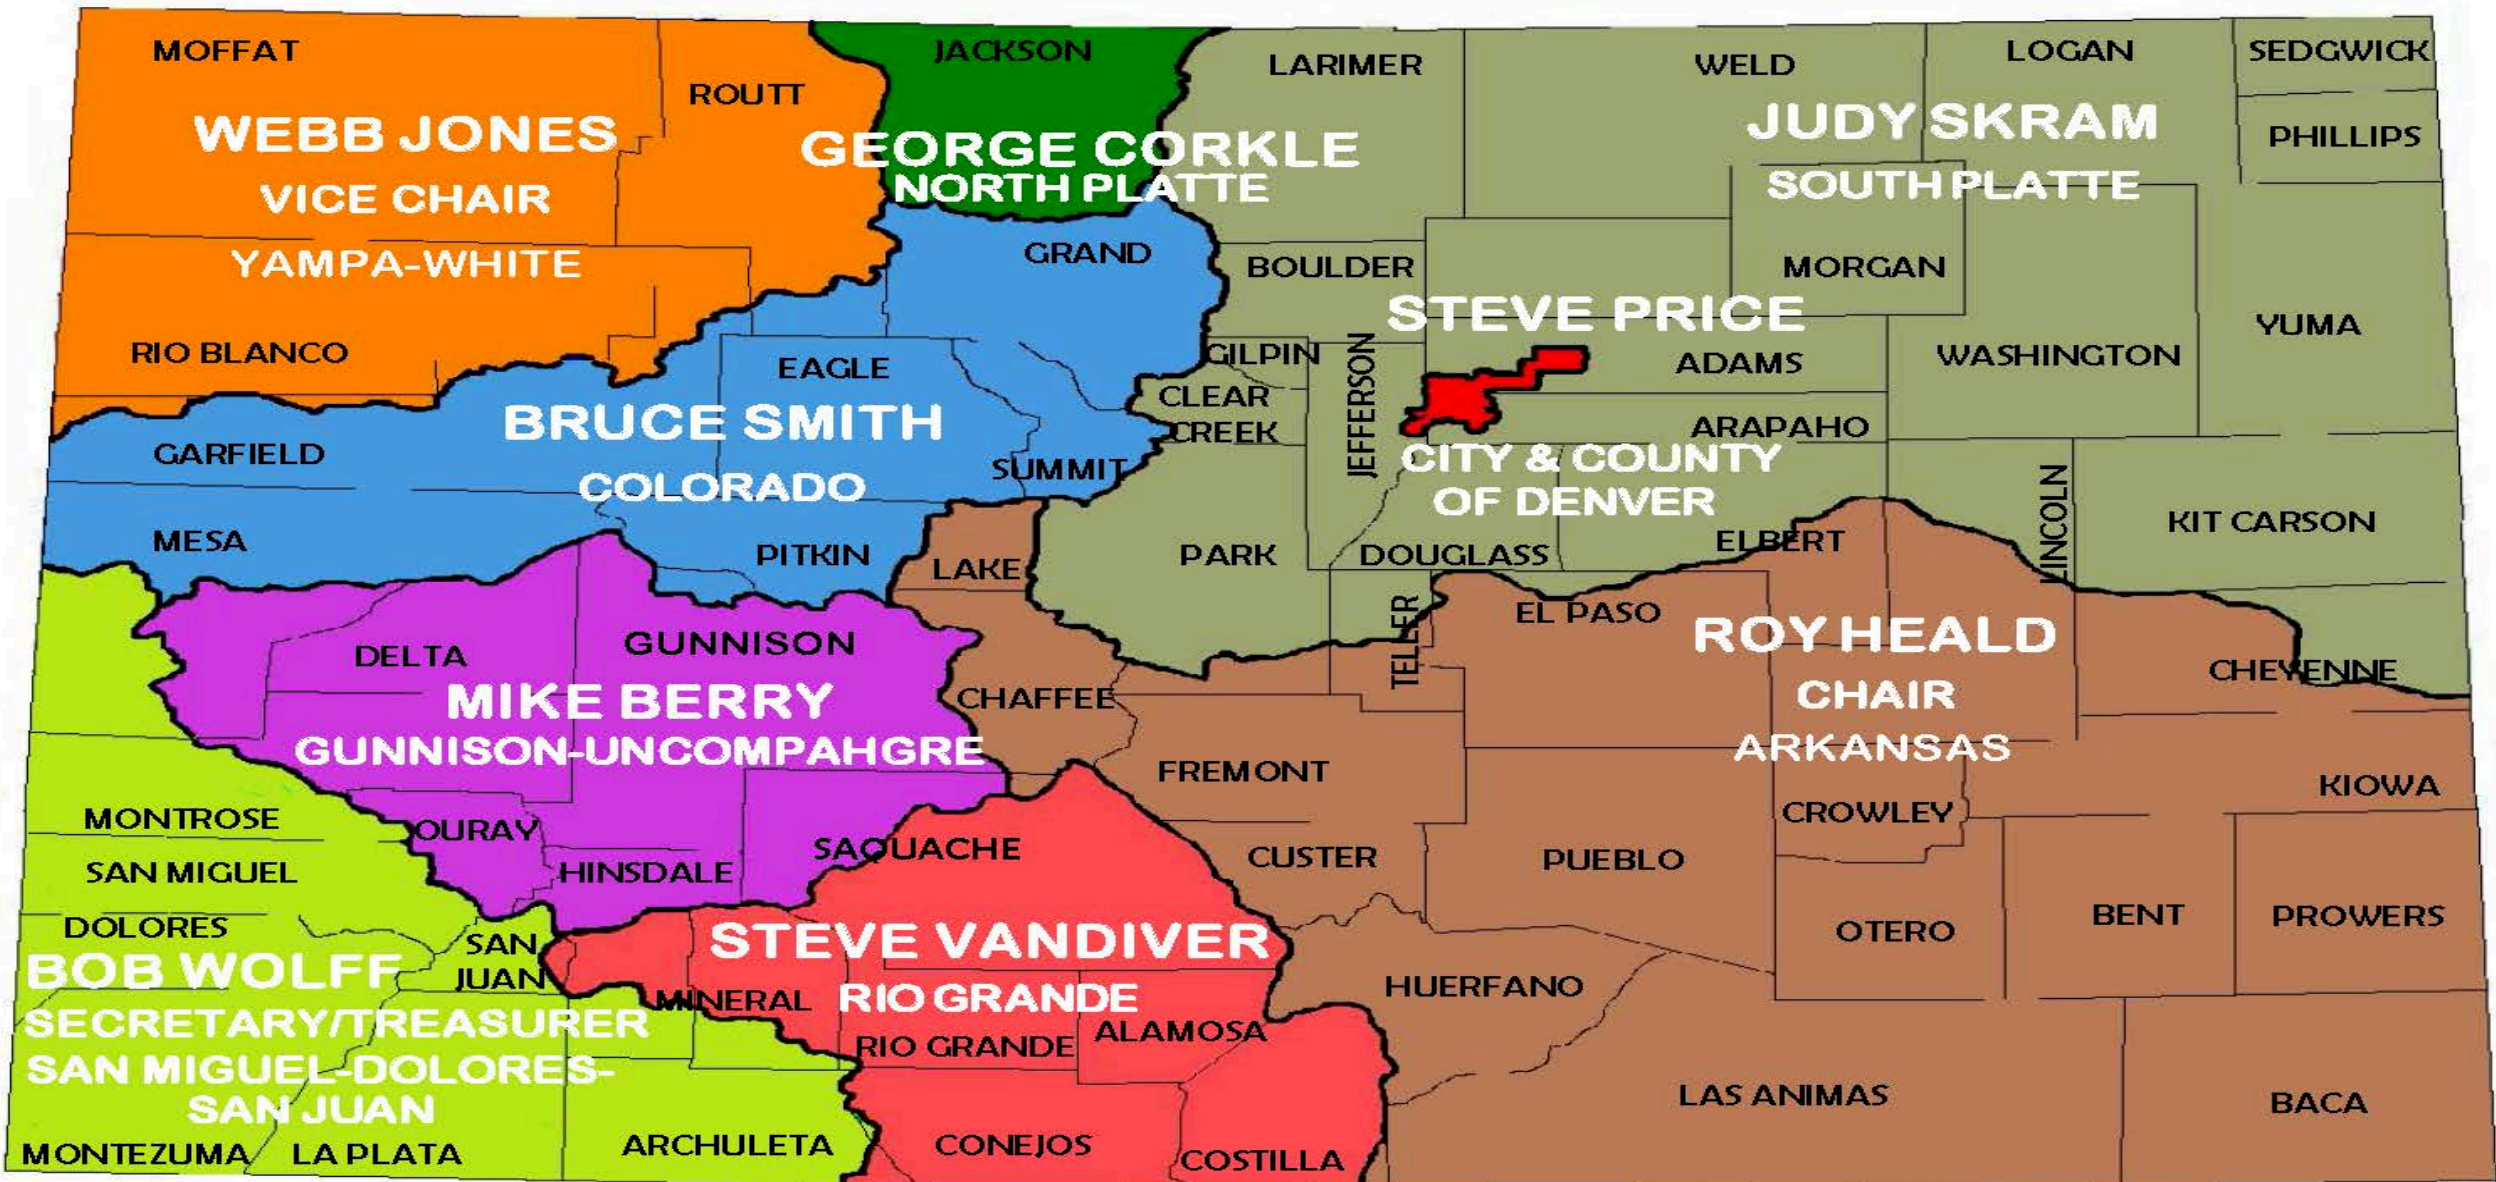 MOFFAT
ROUTT
WEBB JONES
VICE CHAIR
YAMPA-WHITE
RIO BLANCO
JACKSON
GEORGE CORKLE
NORTH PLATTE
LARIMER
WELD
LOGAN
SEDGWICK
PHILLIPS
JUDY SKRAM
SOUTH PLATTE
GRAND
BOULDER
MORGAN
YUMA
STEVE PRICE
GILPIN
JEFFERSON
ADAMS
WASHINGTON
EAGLE
CLEAR
CREEK
ARAPAHO
CITY & COUNTY
OF DENVER
BRUCE SMITH
COLORADO
GARFIELD
SUMMIT
MESA
PITKIN
LAKE
PARK
DOUGLASS
ELBERT
LINCOLN
KIT CARSON
TELLER
EL PASO
ROY HEALD
CHAIR
ARKANSAS
CHEYENNE
DELTA
GUNNISON
MIKE BERRY
GUNNISON-UNCOMPAHGRE
CHAFFEE
FREMONT
CROWLEY
KIOWA
MONTROSE
OURAY
SAQUACHE
SAN MIGUEL
HINSDALE
CUSTER
PUEBLO
DOLORES
SAN
JUAN
OTERO
BENT
PROWERS
BOB WOLFF
SECRETARY/TREASURER
SAN MIGUEL-DOLORES-
SAN JUAN
STEVE VANDIVER
RIO GRANDE
MINERAL
RIO GRANDE
ALAMOSA
HUERFANO
LAS ANIMAS
BACA
MONTEZUMA
LA PLATA
ARCHULETA
CONEJOS
COSTILLA